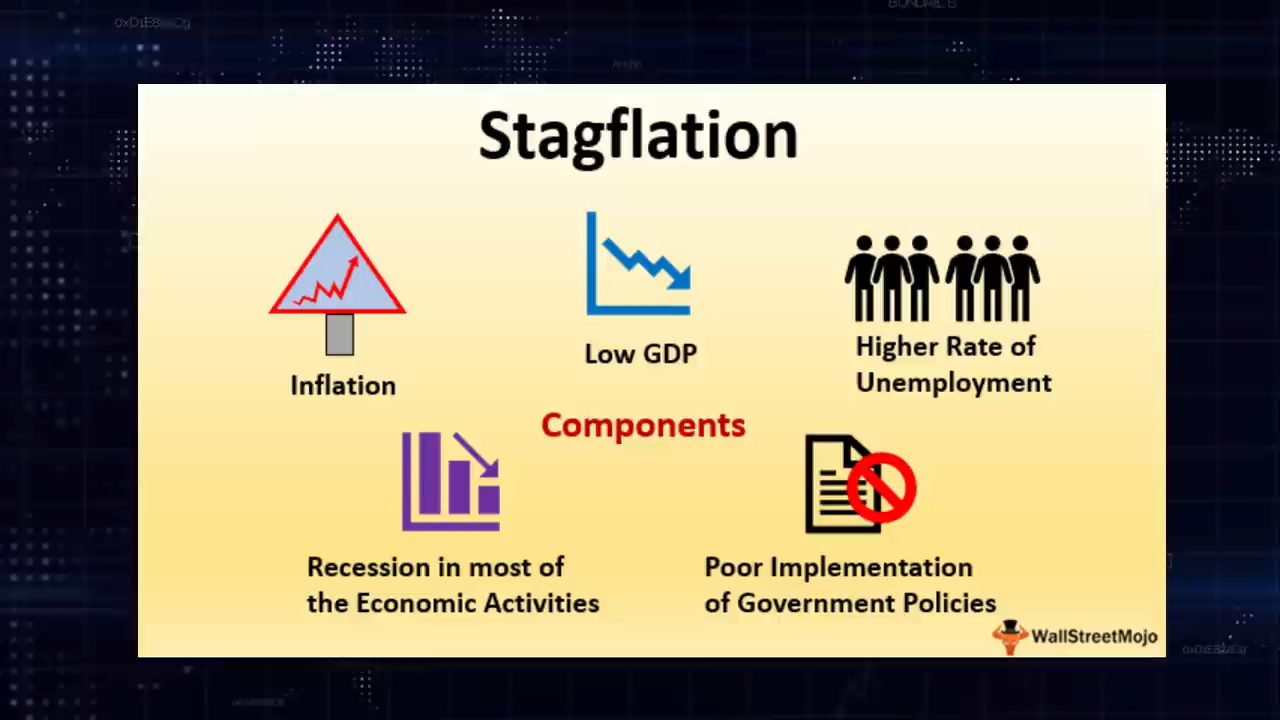 Stagflation
Inflation
Low GDP
Higher Rate of
Unemployment
Components
Recession in most of
the Economic Activities
Poor Implementation
of Government Policies
WallStreetMojo